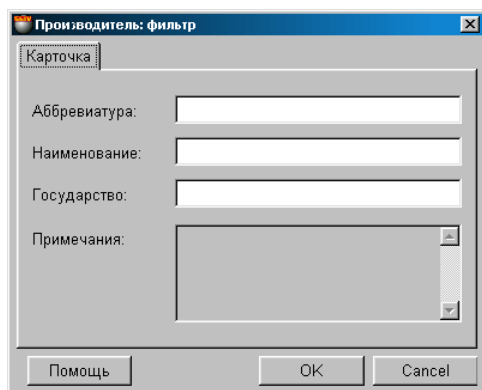 Производитель: фильтр
Карточка
Аббревиатура:
Наименование:
Государство:
Примечания:
Помощь
OK
Cancel